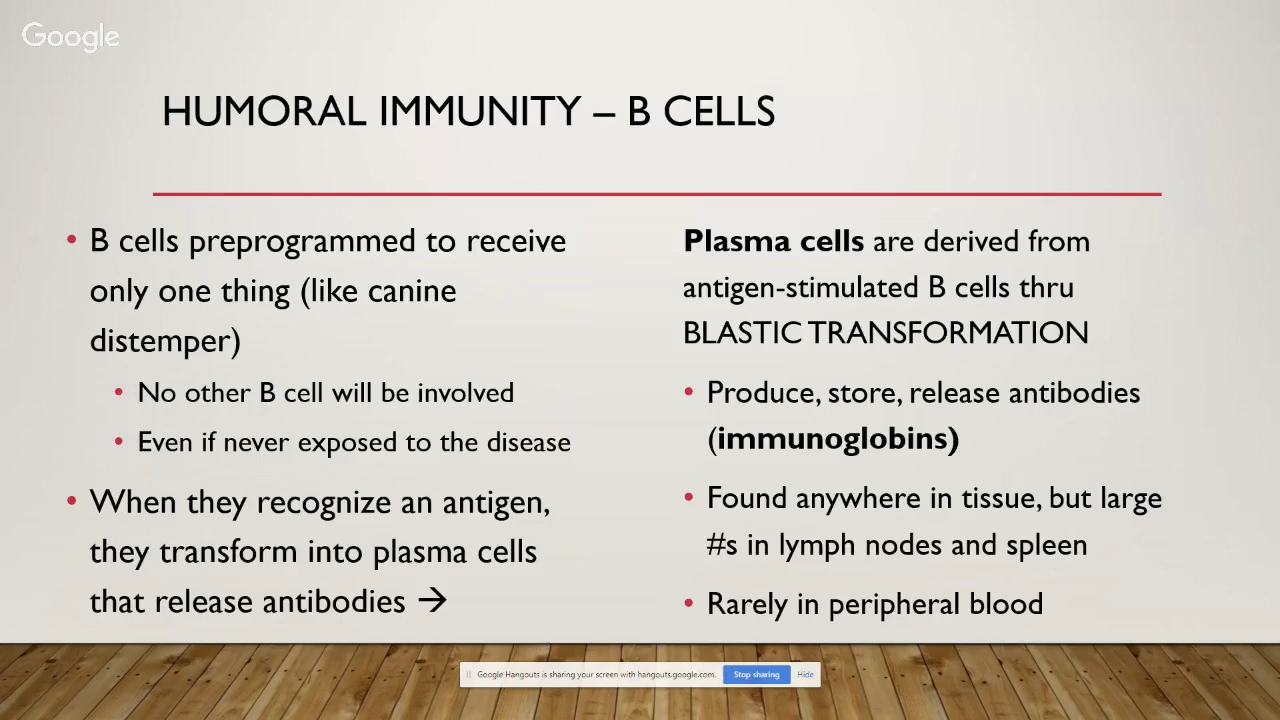 Google
HUMORAL IMMUNITY – B CELLS
• B cells preprogrammed to receive
only one thing (like canine
distemper)
• No other B cell will be involved
• Even if never exposed to the disease
• When they recognize an antigen,
they transform into plasma cells
that release antibodies →
Plasma cells are derived from
antigen-stimulated B cells thru
BLASTIC TRANSFORMATION
• Produce, store, release antibodies
(immunoglobins)
• Found anywhere in tissue, but large
#s in lymph nodes and spleen
• Rarely in peripheral blood
Google Hangouts is sharing your screen with hangouts.google.com. Stop sharing Hide